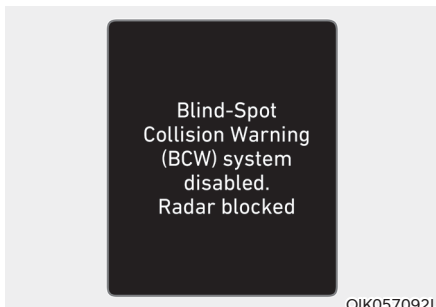 Blind-Spot
Collision Warning
(BCW) system
disabled.
Radar blocked
OIK057092L